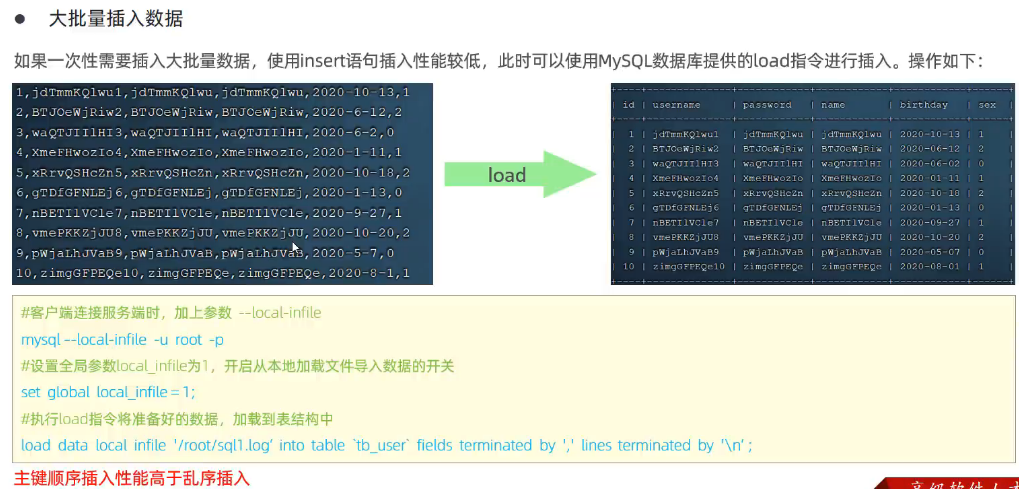 ● 大批量插入数据
如果一次性需要插入大批量数据，使用insert语句插入性能较低，此时可以使用MySQL数据库提供的load指令进行插入。操作如下：
1,jdTmmKQlwu1,jdTmmKQlwu,jdTmmKQlwu,2020-10-13,1
2,BTJOeWjRiw2,BTJOeWjRiw,BTJOeWjRiw,2020-6-12,2
3,waQTJIIlHI3,waQTJIIlHI,waQTJIIlHI,2020-6-2,0
4,XmeFHwozIo4,XmeFHwozIo,XmeFHwozIo,2020-1-11,1
5,xRrvQSHcZn5,xRrvQSHcZn,xRrvQSHcZn,2020-10-18,2
6,gTDfGFNLEj6,gTDfGFNLEj,gTDfGFNLEj,2020-1-13,0
7,nBETIlVCle7,nBETIlVCle,nBETIlVCle,2020-9-27,1
8,vmePKKZjJU8,vmePKKZjJU,vmePKKZjJU,2020-10-20,2
9,pWjaLhJVaB9,pWjaLhJVaB,pWjaLhJVaB,2020-5-7,0
10,zimgGFPEQe10,zimgGFPEQe,zimgGFPEQe,2020-8-1,1
load
| id | username | password | name | birthday | sex |
| 1 | jdTmmKQlwu1 | jdTmmKQlwu | jdTmmKQlwu | 2020-10-13 | 1
| 2 | BTJOeWjRiw2 | BTJOeWjRiw | BTJOeWjRiw | 2020-06-12 | 2
| 3 | waQTJIIlHI3 | waQTJIIlHI | waQTJIIlHI | 2020-06-02 | 0
| 4 | XmeFHwozIo4 | XmeFHwozIo | XmeFHwozIo | 2020-01-11 | 1
| 5 | xRrvQSHcZn5 | xRrvQSHcZn | xRrvQSHcZn | 2020-10-18 | 2
| 6 | gTDfGFNLEj6 | gTDfGFNLEj | gTDfGFNLEj | 2020-01-13 | 0
| 7 | nBETIlVCle7 | nBETIlVCle | nBETIlVCle | 2020-09-27 | 1
| 8 | vmePKKZjJU8 | vmePKKZjJU | vmePKKZjJU | 2020-10-20 | 2
| 9 | pWjaLhJVaB9 | pWjaLhJVaB | pWjaLhJVaB | 2020-05-07 | 0
| 10 | zimgGFPEQe10 | zimgGFPEQe | zimgGFPEQe | 2020-08-01 | 1
#客户端连接服务端时，加上参数 --local-infile
mysql --local-infile -u root -p
#设置全局参数local_infile为1，开启从本地加载文件导入数据的开关
set global local_infile = 1;
#执行load指令将准备好的数据，加载到表结构中
load data local infile '/root/sql1.log' into table `tb_user` fields terminated by ',' lines terminated by '\n' ;
主键顺序插入性能高于乱序插入